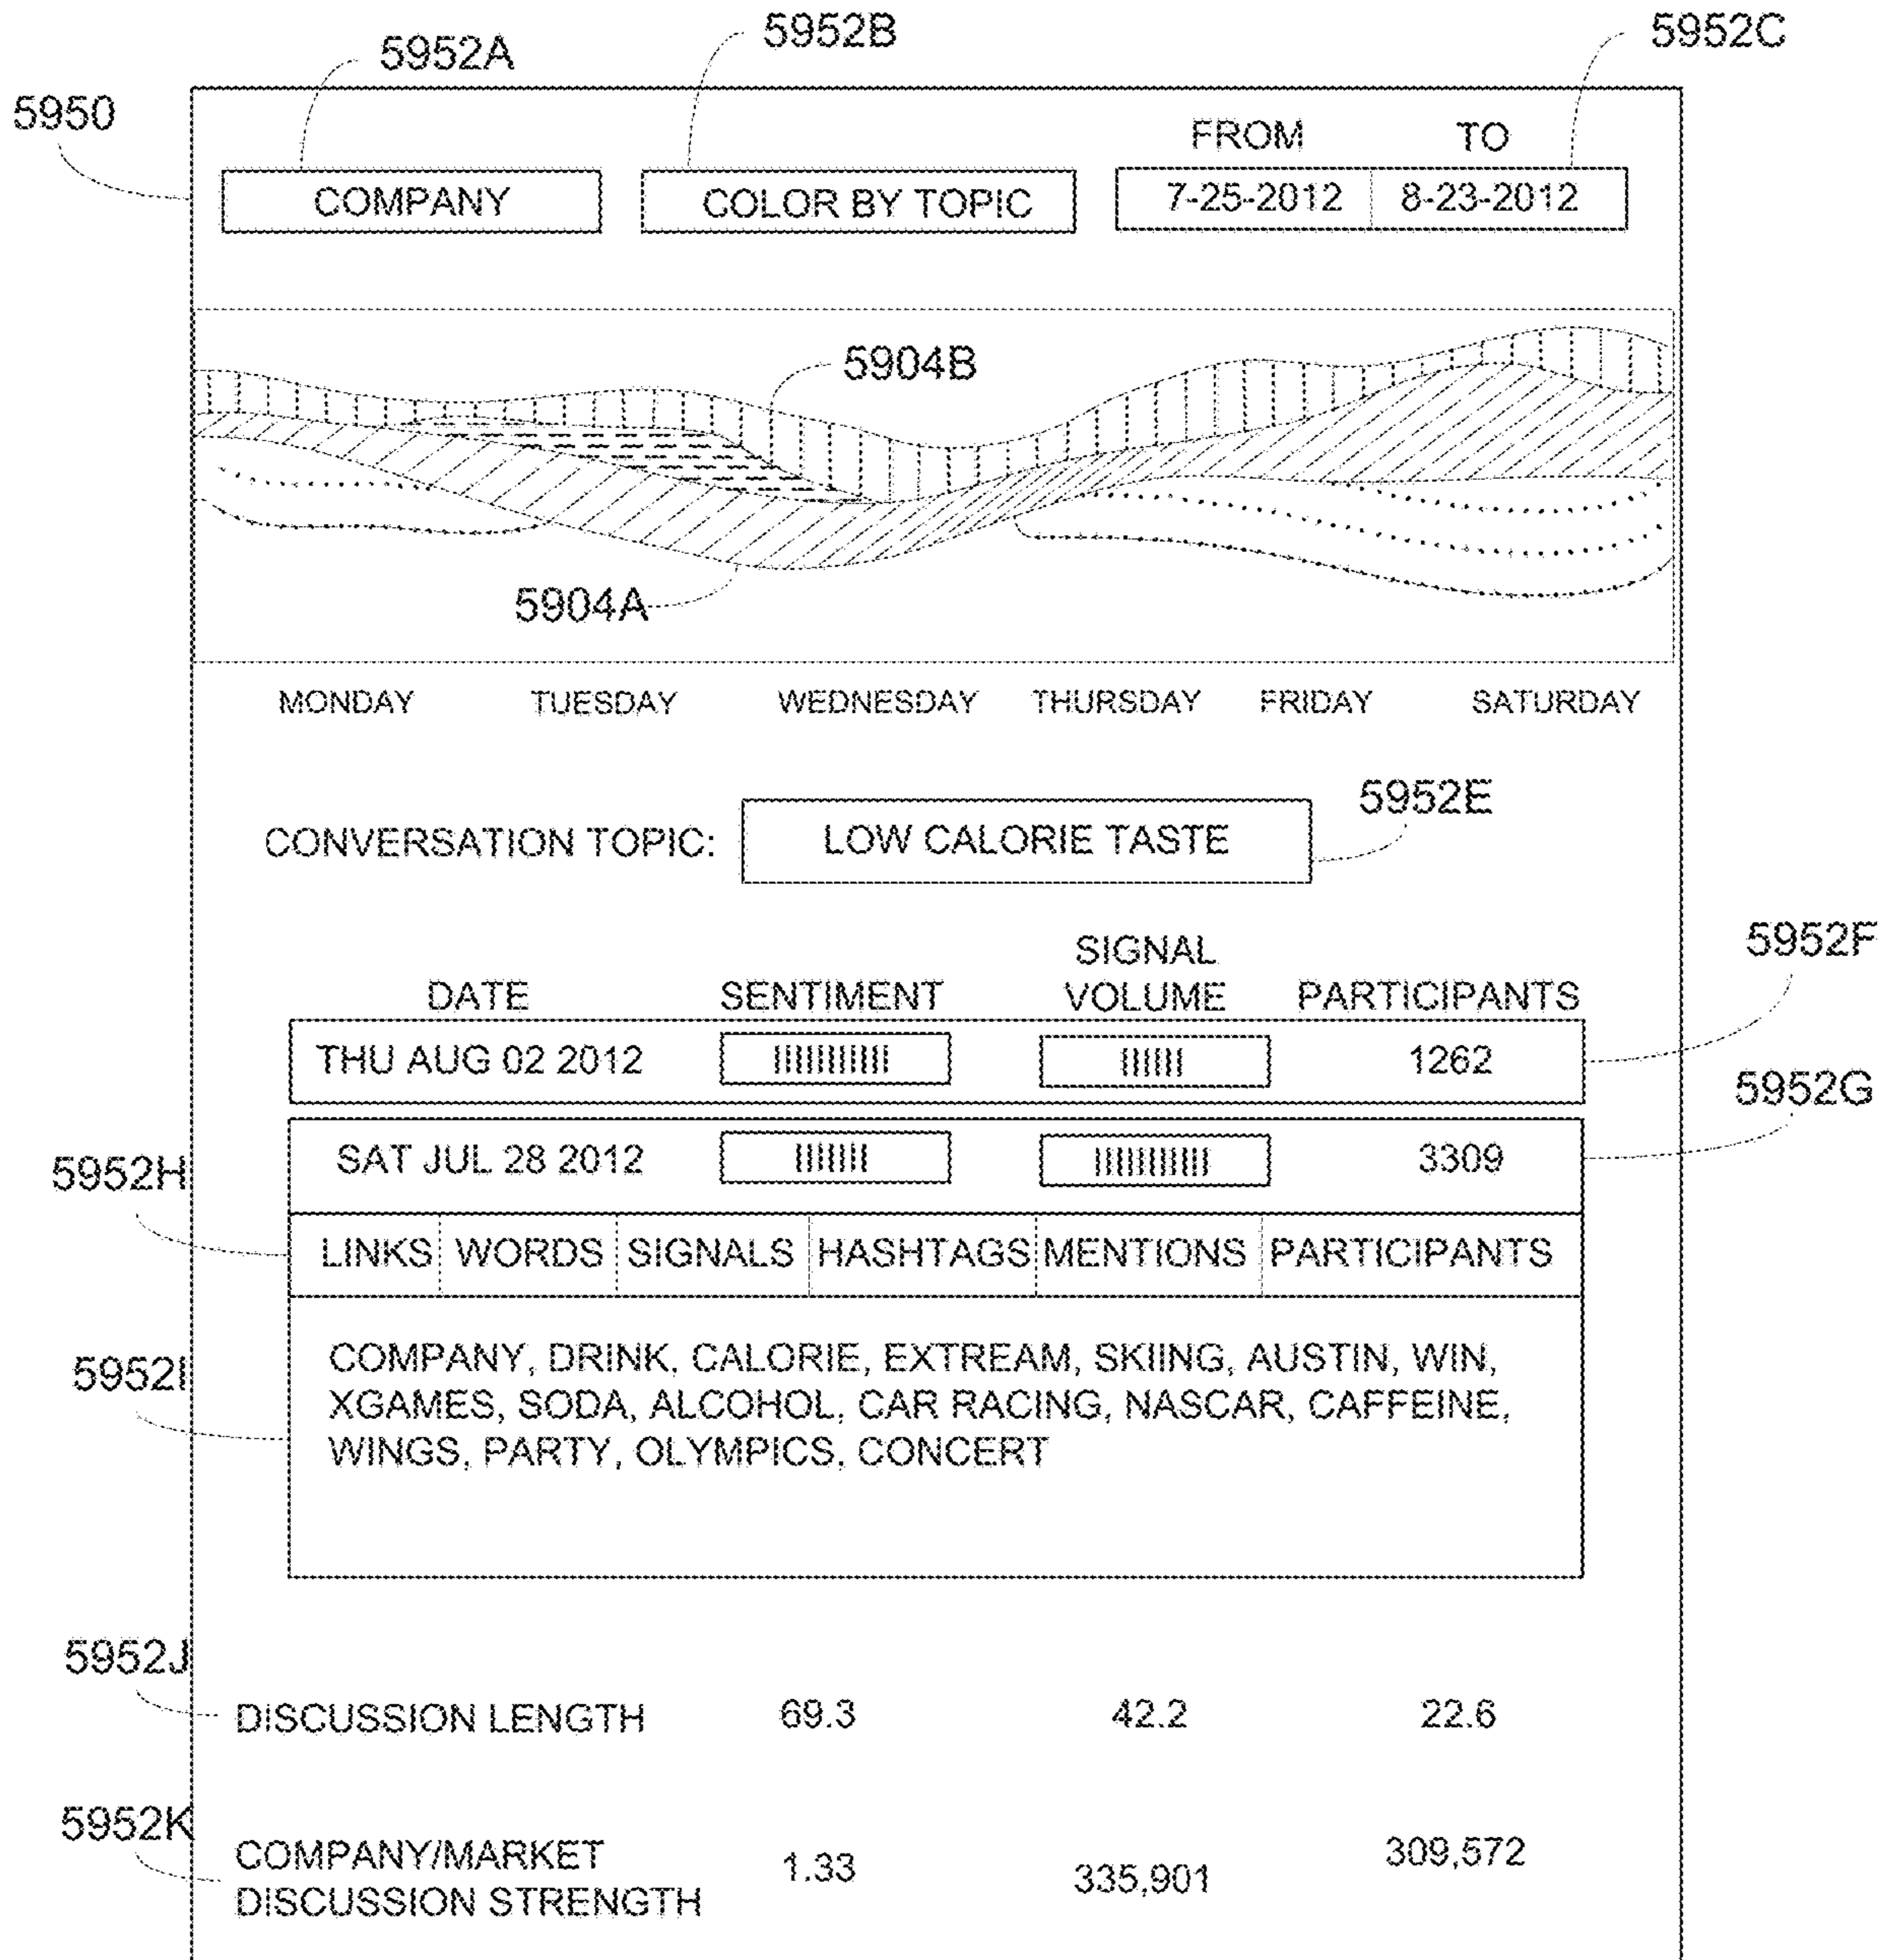 5952A
5952B
5952C
5950
FROM TO
COMPANY
COLOR BY TOPIC
7-25-2012 8-23-2012
5904B
5904A
MONDAY TUESDAY WEDNESDAY THURSDAY FRIDAY SATURDAY
5952E
CONVERSATION TOPIC: LOW CALORIE TASTE
5952F
DATE SENTIMENT SIGNAL VOLUME PARTICIPANTS
THU AUG 02 2012 1262
5952G
SAT JUL 28 2012 3309
5952H
LINKS WORDS SIGNALS HASHTAGS MENTIONS PARTICIPANTS
5952I
COMPANY, DRINK, CALORIE, EXTREAM, SKIING, AUSTIN, WIN,
XGAMES, SODA, ALCOHOL, CAR RACING, NASCAR, CAFFEINE,
WINGS, PARTY, OLYMPICS, CONCERT
5952J
DISCUSSION LENGTH 69.3 42.2 22.6
5952K
COMPANY/MARKET
DISCUSSION STRENGTH 1.33 335,901 309,572